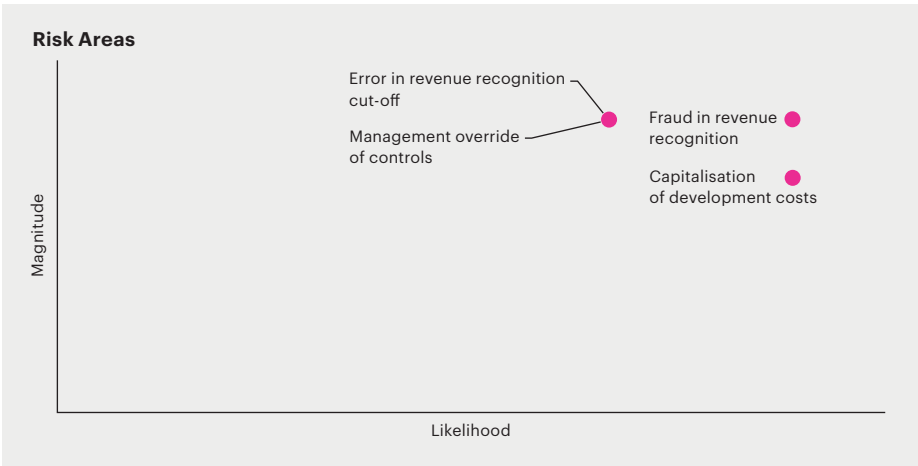 Risk Areas
Error in revenue recognition
cut-off
Management override
of controls
Fraud in revenue
recognition
Capitalisation
of development costs
Magnitude
Likelihood